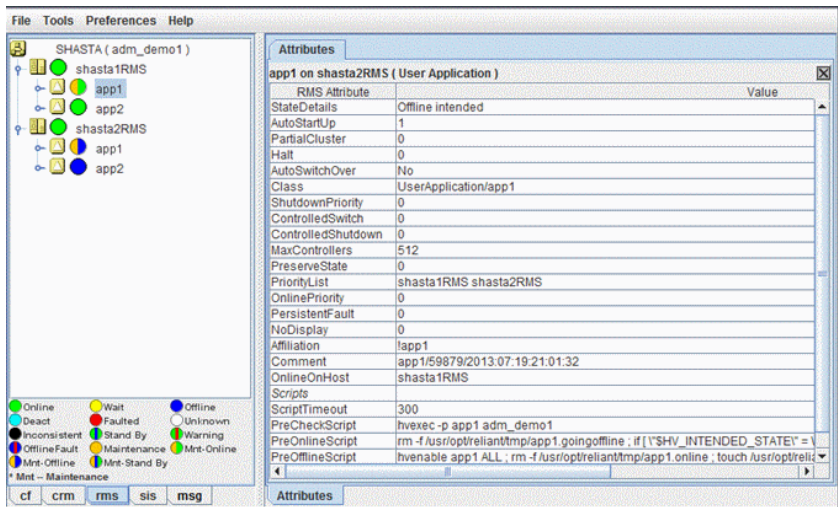 File Tools Preferences Help
SHASTA ( adm_demo1 )
shasta1RMS
app1
app2
shasta2RMS
app1
app2
Online Wait Offline
Deact Faulted Unknown
Inconsistent Stand By Warning
OfflineFault Maintenance Mnt-Online
Mnt-Offline Mnt-Stand By
* Mnt -- Maintenance
cf crm rms sis msg
Attributes
app1 on shasta2RMS ( User Application )
RMS Attribute Value
StateDetails Offline intended
AutoStartUp 1
PartialCluster 0
Halt 0
AutoSwitchOver No
Class UserApplication/app1
ShutdownPriority 0
ControlledSwitch 0
ControlledShutdown 0
MaxControllers 512
PreserveState 0
PriorityList shasta1RMS shasta2RMS
OnlinePriority 0
PersistentFault 0
NoDisplay 0
Affiliation !app1
Comment app1/59879/2013:07:19:21:01:32
OnlineOnHost shasta1RMS
Scripts
ScriptTimeout 300
PreCheckScript hvexec -p app1 adm_demo1
PreOnlineScript rm -f /usr/opt/reliant/tmp/app1.goingoffline ; if [ \"$HV_INTENDED_STATE\" =
PreOfflineScript hvenable app1 ALL ; rm -f /usr/opt/reliant/tmp/app1.online ; touch
Attributes